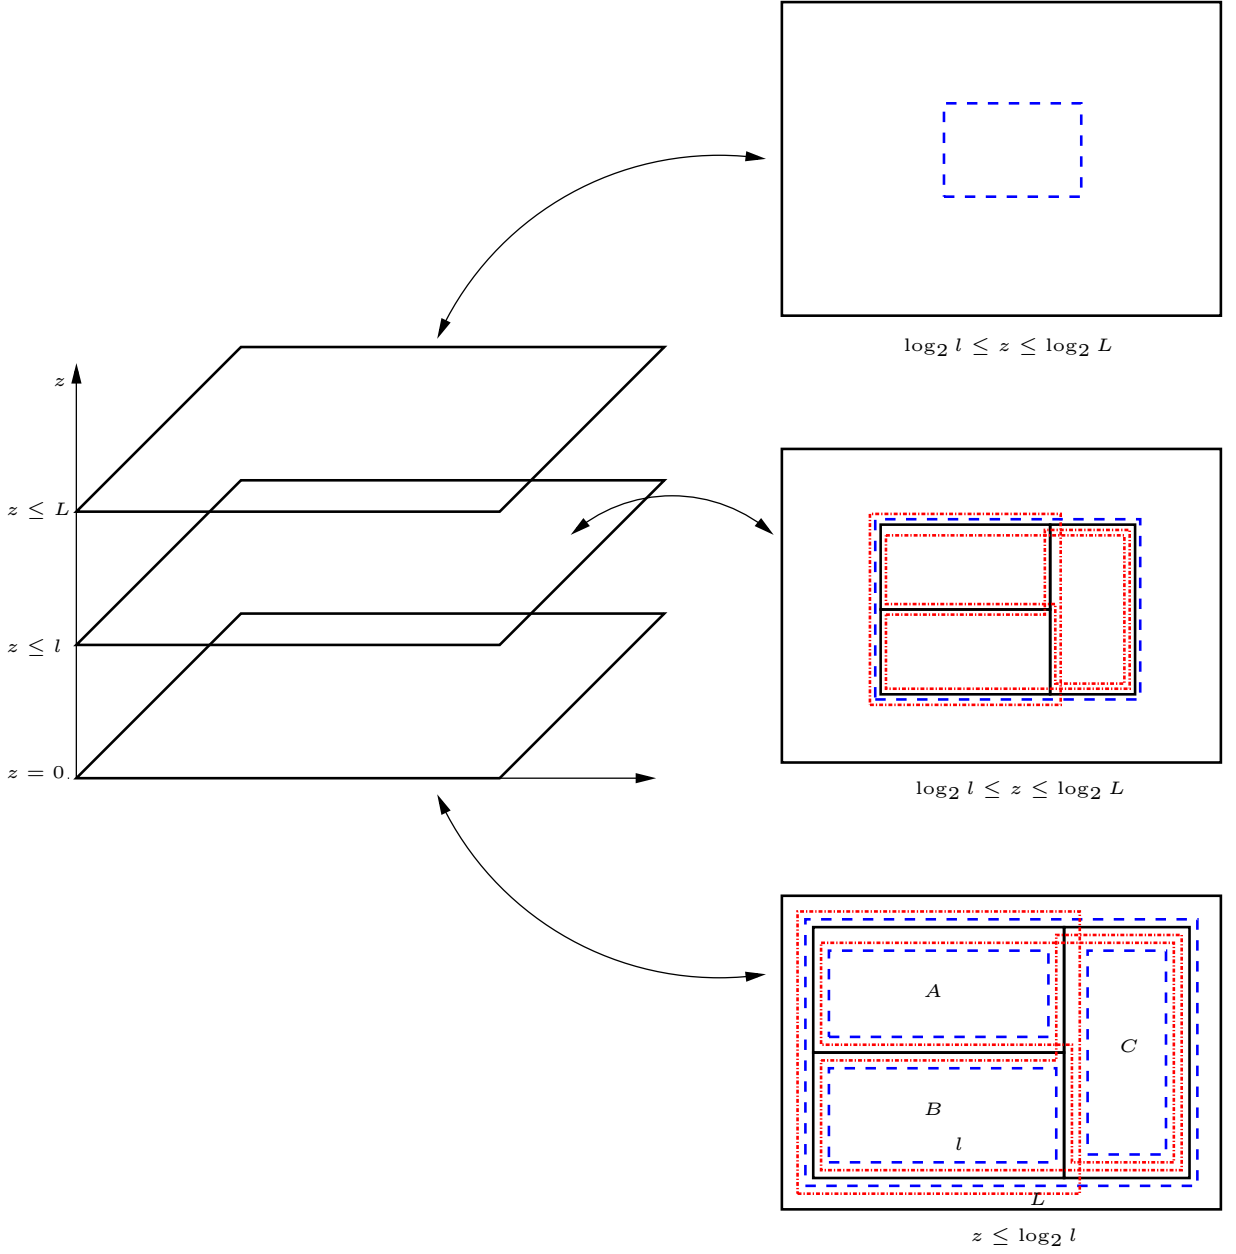 log₂ l ≤ z ≤ log₂ L
z
z ≤ L
z ≤ l
z = 0
log₂ l ≤ z ≤ log₂ L
A
C
B
l
L
z ≤ log₂ l